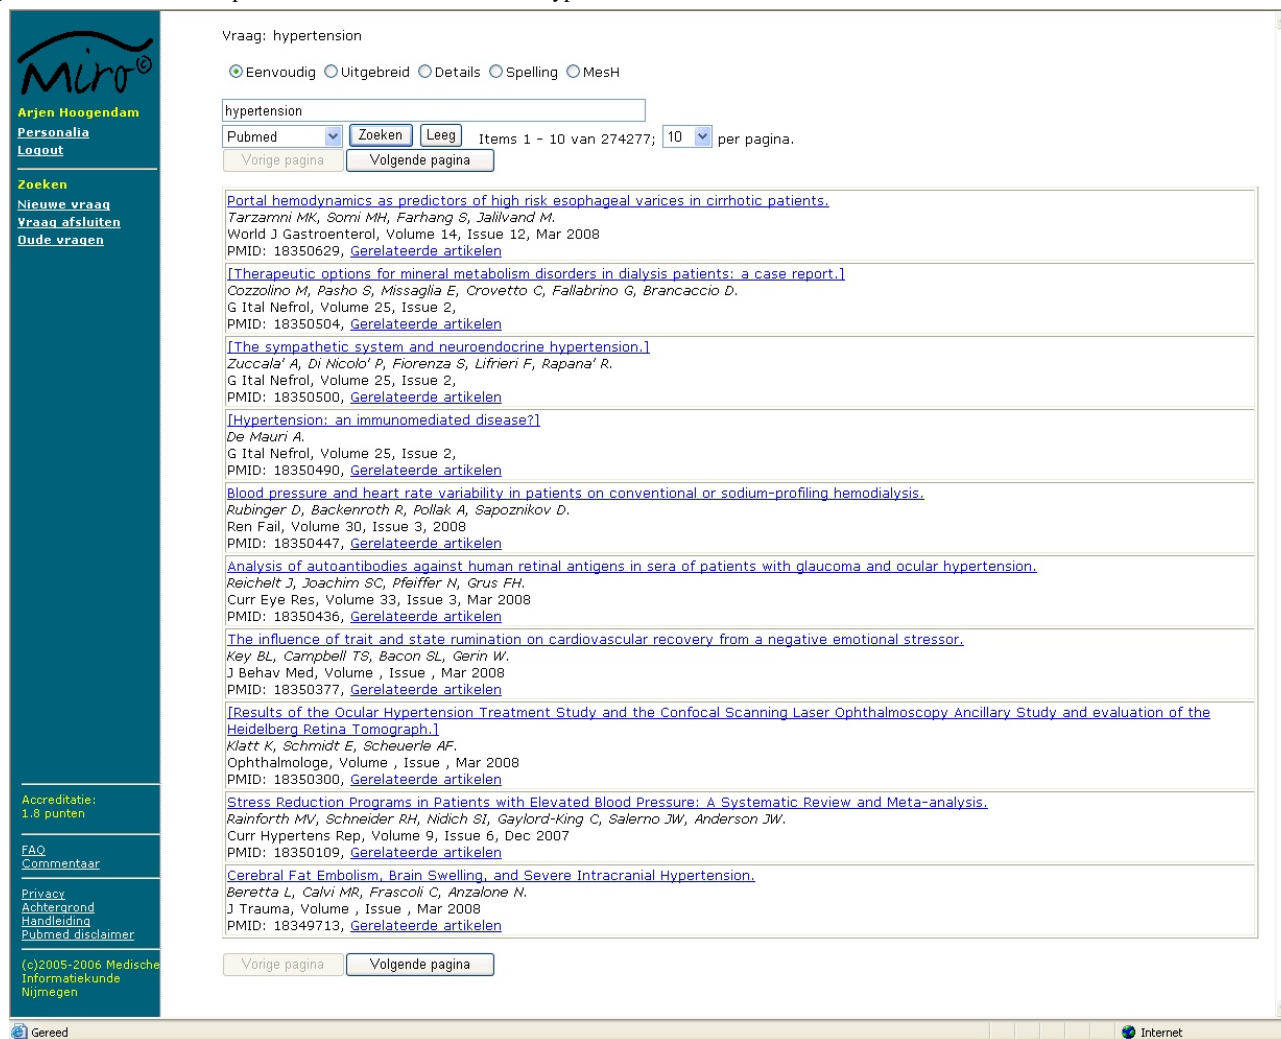 Miro©
Arjen Hoogendam
Personalia
Logout
Zoeken
Nieuwe vraag
Vraag afsluiten
Oude vragen
Accreditatie:
1.8 punten
FAQ
Commentaar
Privacy
Achtergrond
Handleiding
Pubmed disclaimer
(c)2005-2006 Medische
Informatiekunde
Nijmegen
Vraag: hypertension
Eenvoudig Uitgebreid Details Spelling MesH
hypertension
Pubmed Zoeken Leeg Items 1 - 10 van 274277; 10 per pagina.
Vorige pagina Volgende pagina
Portal hemodynamics as predictors of high risk esophageal varices in cirrhotic patients.
Tarzamni MK, Somi MH, Farhang S, Jalilvand M.
World J Gastroenterol, Volume 14, Issue 12, Mar 2008
PMID: 18350629, Gerelateerde artikelen
[Therapeutic options for mineral metabolism disorders in dialysis patients: a case report.]
Cozzolino M, Pasho S, Missaglia E, Crovetto C, Fallabrino G, Brancaccio D.
G Ital Nefrol, Volume 25, Issue 2,
PMID: 18350504, Gerelateerde artikelen
[The sympathetic system and neuroendocrine hypertension.]
Zuccala' A, Di Nicolo' P, Fiorenza S, Lifrieri F, Rapana' R.
G Ital Nefrol, Volume 25, Issue 2,
PMID: 18350500, Gerelateerde artikelen
[Hypertension: an immunomediated disease?]
De Mauri A.
G Ital Nefrol, Volume 25, Issue 2,
PMID: 18350490, Gerelateerde artikelen
Blood pressure and heart rate variability in patients on conventional or sodium-profiling hemodialysis.
Rubinger D, Backenroth R, Pollak A, Sapoznikov D.
Ren Fail, Volume 30, Issue 3, 2008
PMID: 18350447, Gerelateerde artikelen
Analysis of autoantibodies against human retinal antigens in sera of patients with glaucoma and ocular hypertension.
Reichelt J, Joachim SC, Pfeiffer N, Grus FH.
Curr Eye Res, Volume 33, Issue 3, Mar 2008
PMID: 18350436, Gerelateerde artikelen
The influence of trait and state rumination on cardiovascular recovery from a negative emotional stressor.
Key BL, Campbell TS, Bacon SL, Gerin W.
J Behav Med, Volume , Issue , Mar 2008
PMID: 18350377, Gerelateerde artikelen
[Results of the Ocular Hypertension Treatment Study and the Confocal Scanning Laser Ophthalmoscopy Ancillary Study and evaluation of the
Heidelberg Retina Tomograph.]
Klatt K, Schmidt E, Scheuerle AF.
Ophthalmologe, Volume , Issue , Mar 2008
PMID: 18350300, Gerelateerde artikelen
Stress Reduction Programs in Patients with Elevated Blood Pressure: A Systematic Review and Meta-analysis.
Rainforth MV, Schneider RH, Nidich SI, Gaylord-King C, Salerno JW, Anderson JW.
Curr Hypertens Rep, Volume 9, Issue 6, Dec 2007
PMID: 18350109, Gerelateerde artikelen
Cerebral Fat Embolism, Brain Swelling, and Severe Intracranial Hypertension.
Beretta L, Calvi MR, Frascoli C, Anzalone N.
J Trauma, Volume , Issue , Mar 2008
PMID: 18349713, Gerelateerde artikelen
Vorige pagina Volgende pagina
Gereed Internet